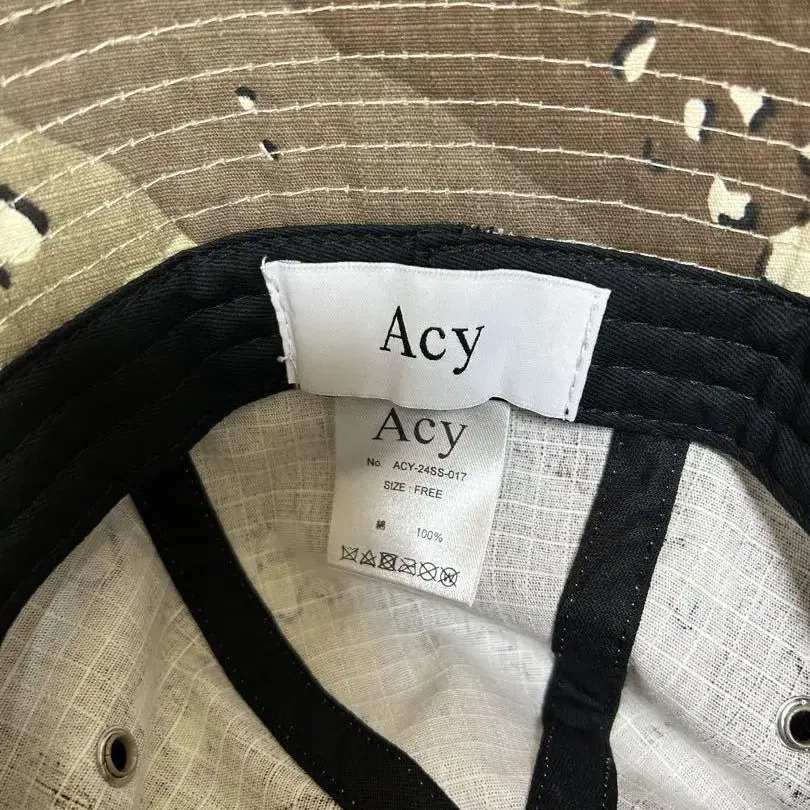 Acy
Acy
No. ACY-24SS-017
SIZE : FREE
綿 100%